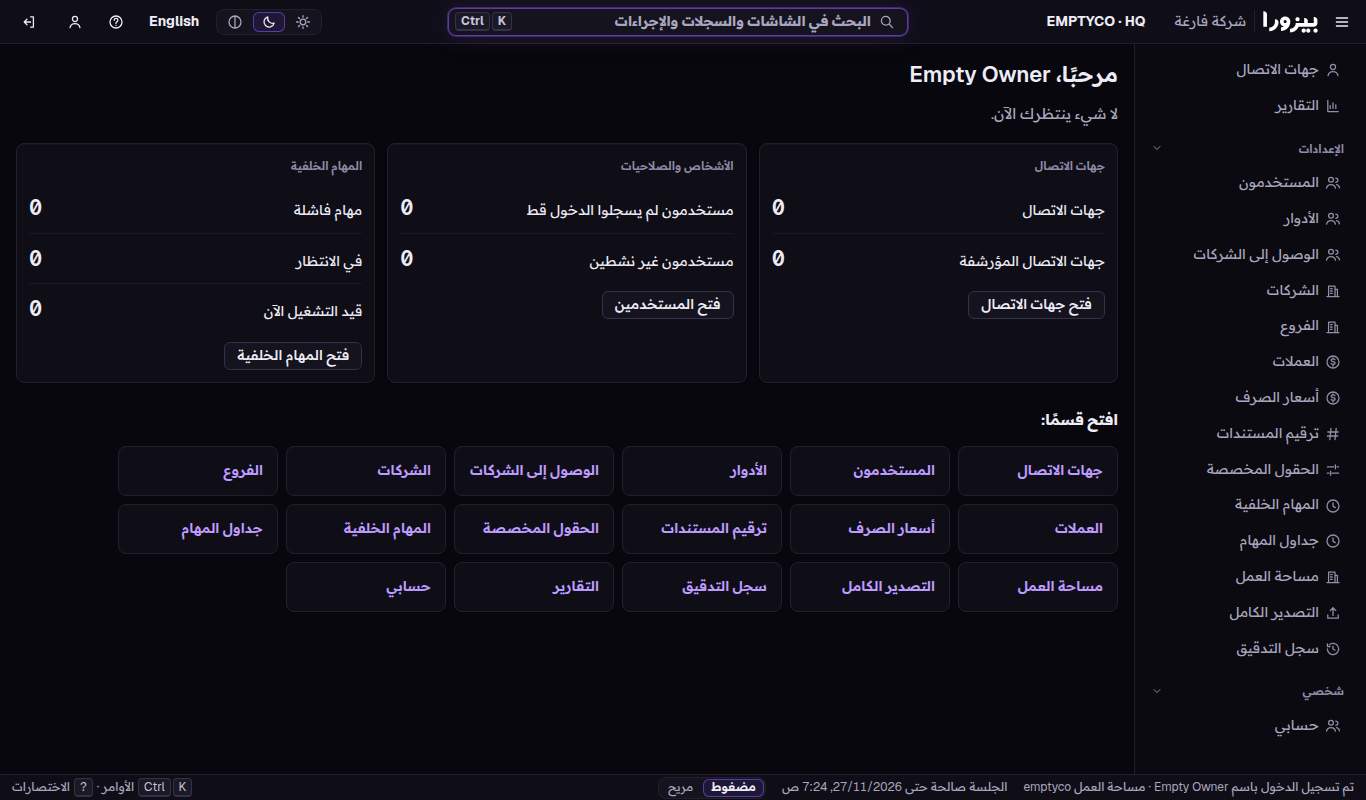 بيزورا
شركة فارغة
EMPTYCO · HQ
البحث في الشاشات والسجلات والإجراءات
Ctrl K
English
جهات الاتصال
التقارير
الإعدادات
المستخدمون
الأدوار
الوصول إلى الشركات
الشركات
الفروع
العملات
أسعار الصرف
ترقيم المستندات
الحقول المخصصة
المهام الخلفية
جداول المهام
مساحة العمل
التصدير الكامل
سجل التدقيق
شخصي
حسابي
مرحبًا، Empty Owner
لا شيء ينتظرك الآن.
جهات الاتصال
جهات الاتصال 0
جهات الاتصال المؤرشفة 0
فتح جهات الاتصال
الأشخاص والصلاحيات
مستخدمون لم يسجلوا الدخول قط 0
مستخدمون غير نشطين 0
فتح المستخدمين
المهام الخلفية
مهام فاشلة 0
في الانتظار 0
قيد التشغيل الآن 0
فتح المهام الخلفية
افتح قسمًا:
جهات الاتصال
المستخدمون
الأدوار
الوصول إلى الشركات
الشركات
الفروع
العملات
أسعار الصرف
ترقيم المستندات
الحقول المخصصة
المهام الخلفية
جداول المهام
مساحة العمل
التصدير الكامل
سجل التدقيق
التقارير
حسابي
تم تسجيل الدخول باسم Empty Owner · مساحة العمل emptyco
الجلسة صالحة حتى 27/11/2026, 7:24 ص
مضغوط
مريح
Ctrl K الأوامر · ? الاختصارات